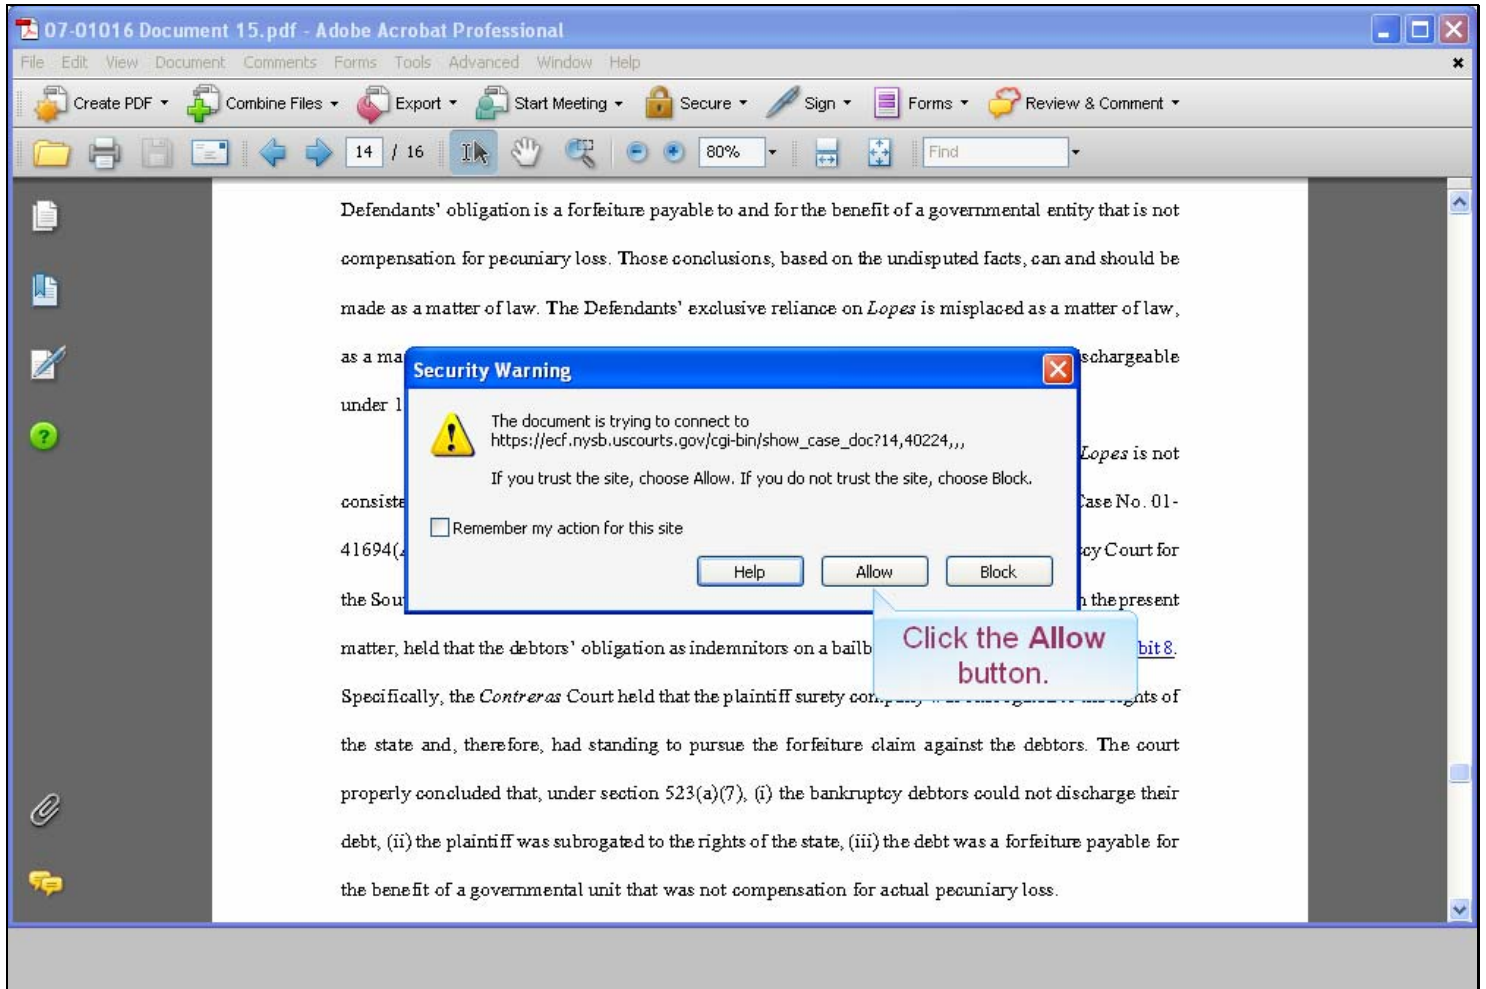 07-01016 Document 15.pdf - Adobe Acrobat Professional
File Edit View Document Comments Forms Tools Advanced Window Help
Create PDF Combine Files Export Start Meeting Secure Sign Forms Review & Comment
14 / 16 80% Find
Defendants' obligation is a forfeiture payable to and for the benefit of a governmental entity that is not
compensation for pecuniary loss. Those conclusions, based on the undisputed facts, can and should be
made as a matter of law. The Defendants' exclusive reliance on Lopes is misplaced as a matter of law,
as a ma schargeable
under 1
Security Warning
The document is trying to connect to
https://ecf.nysb.uscourts.gov/cgi-bin/show_case_doc?14,40224,,,
If you trust the site, choose Allow. If you do not trust the site, choose Block.
Remember my action for this site
Help Allow Block
Lopes is not
consiste Case No. 01-
41694( cy Court for
the Sou n the present
Click the Allow
button.
matter, held that the debtors' obligation as indemnitors on a bailb bit 8.
Specifically, the Contreras Court held that the plaintiff surety company was subrogated to the rights of
the state and, therefore, had standing to pursue the forfeiture claim against the debtors. The court
properly concluded that, under section 523(a)(7), (i) the bankruptcy debtors could not discharge their
debt, (ii) the plaintiff was subrogated to the rights of the state, (iii) the debt was a forfeiture payable for
the benefit of a governmental unit that was not compensation for actual pecuniary loss.